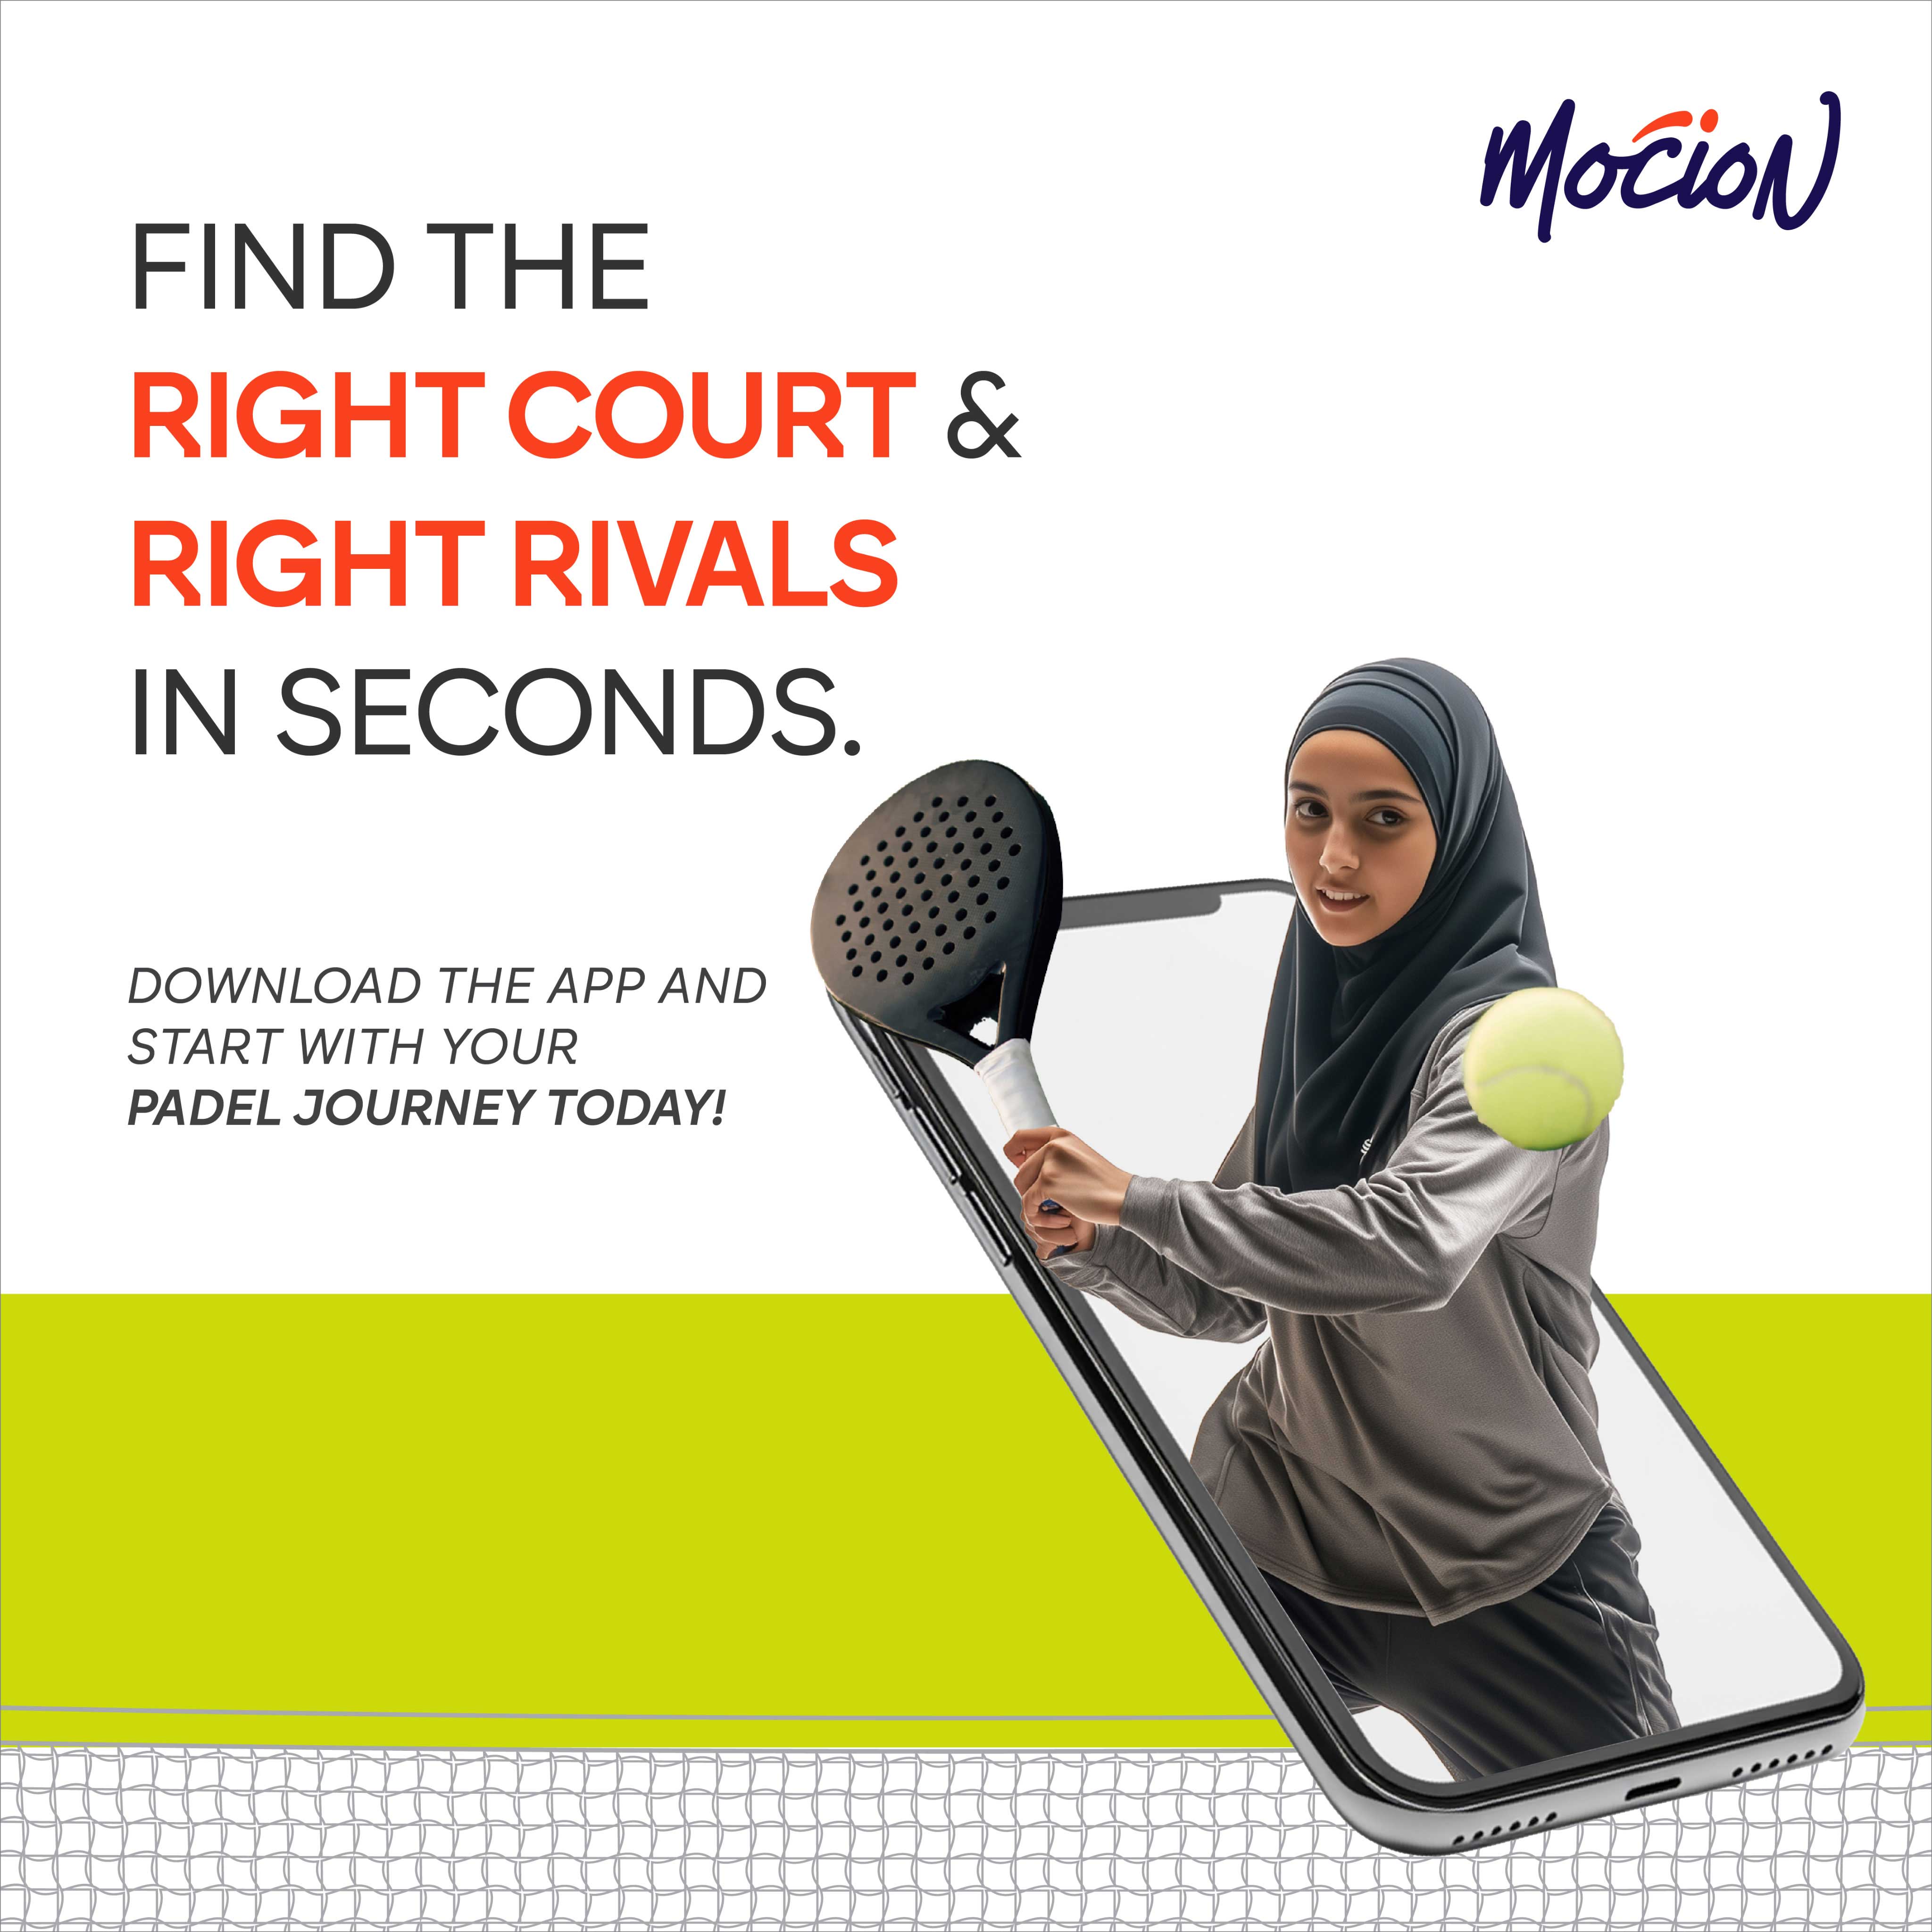 MocioN
FIND THE
RIGHT COURT &
RIGHT RIVALS
IN SECONDS.
DOWNLOAD THE APP AND
START WITH YOUR
PADEL JOURNEY TODAY!